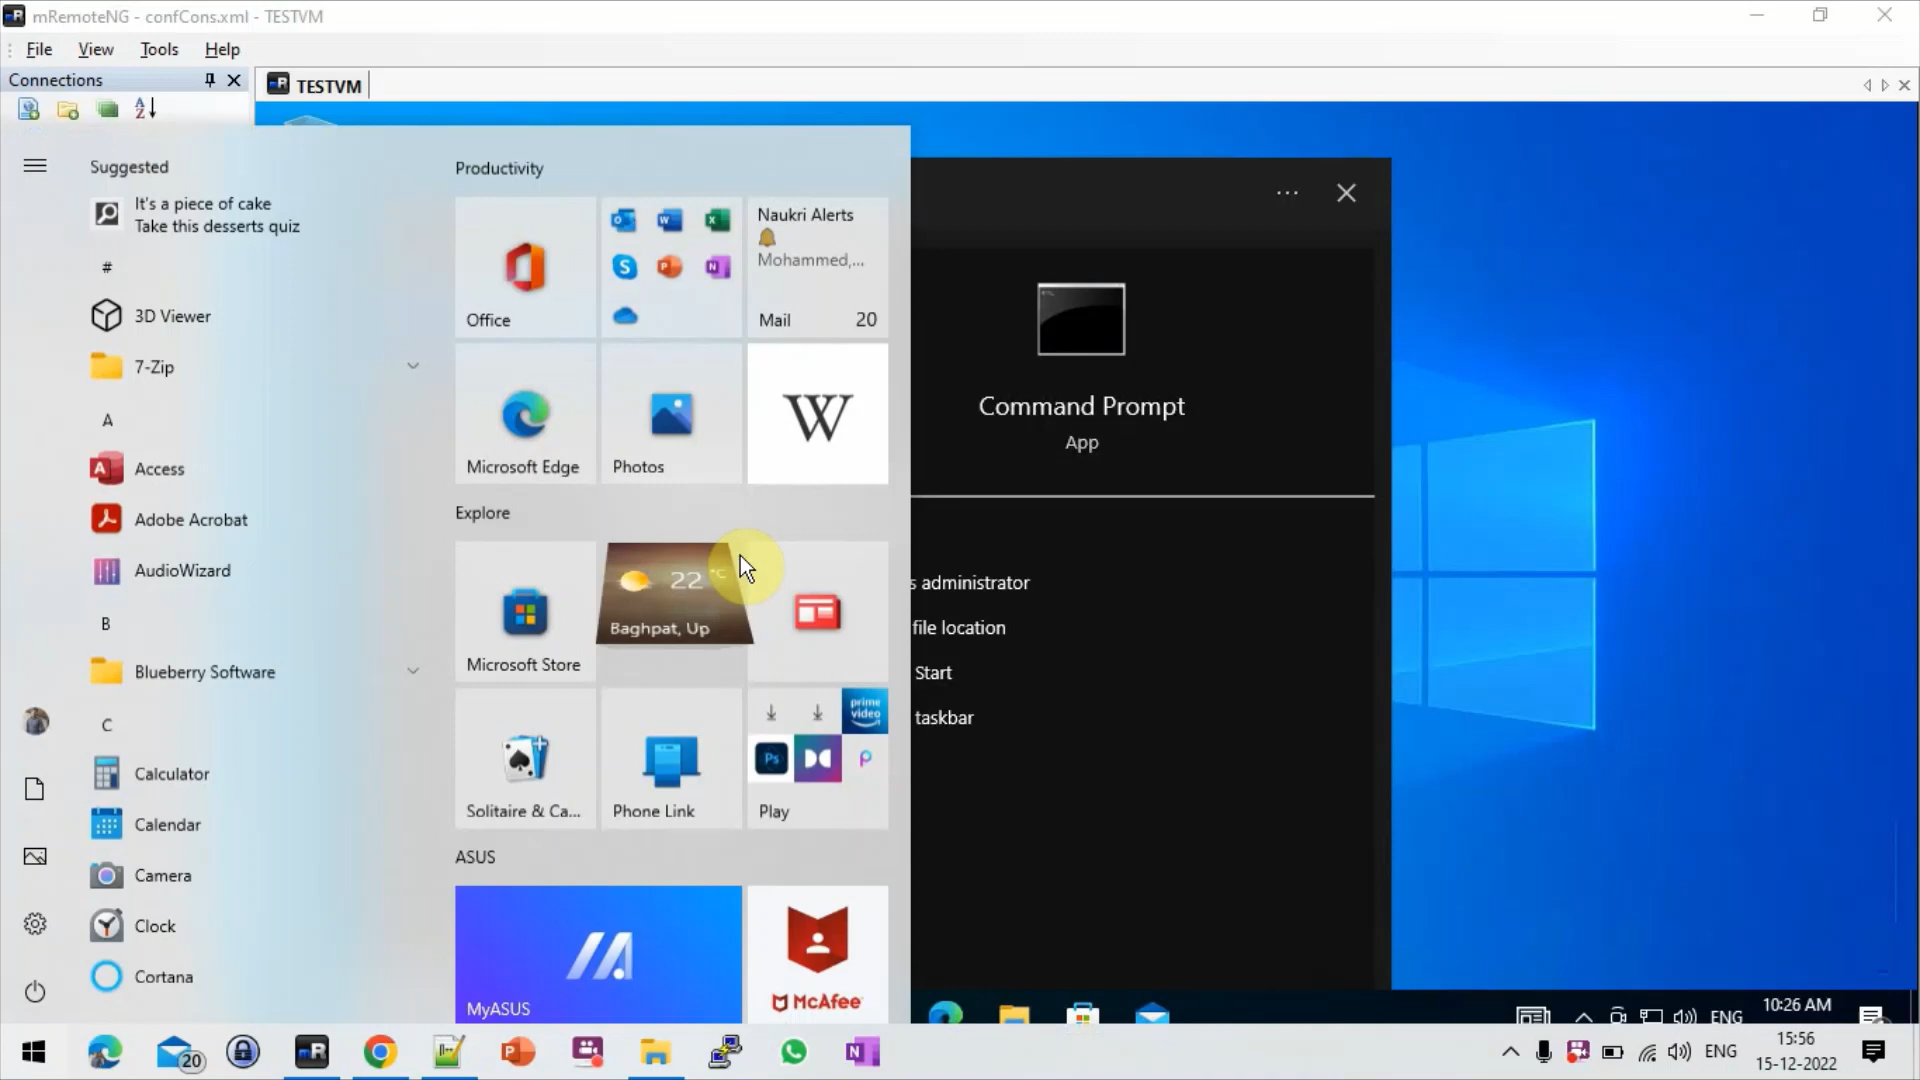 mRemoteNG - confCons.xml - TESTVM
File View Tools Help
Connections
TESTVM
Suggested
It's a piece of cake
Take this desserts quiz
#
3D Viewer
7-Zip
A
Access
Adobe Acrobat
AudioWizard
B
Blueberry Software
C
Calculator
Calendar
Camera
Clock
Cortana
Productivity
Office
Naukri Alerts
Mohammed,...
Mail 20
Microsoft Edge
Photos
W
Explore
Microsoft Store
22 °C
Baghpat, Up
Solitaire & Ca...
Phone Link
prime
video
Ps
Play
ASUS
MyASUS
McAfee
Command Prompt
App
s administrator
file location
Start
taskbar
ENG
10:26 AM
20
ENG
15:56
15-12-2022